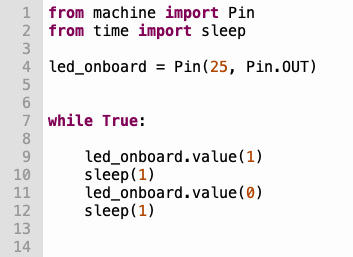 1 from machine import Pin
2 from time import sleep
3
4 led_onboard = Pin(25, Pin.OUT)
5
6
7 while True:
8
9     led_onboard.value(1)
10     sleep(1)
11     led_onboard.value(0)
12     sleep(1)
13
14